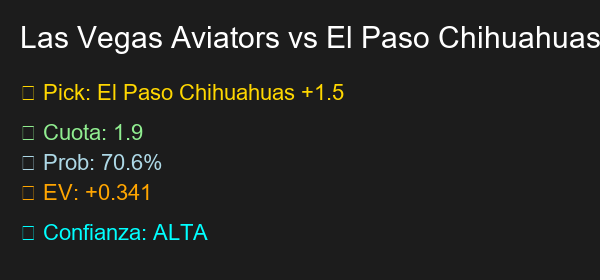 Las Vegas Aviators vs El Paso Chihuahuas
Pick: El Paso Chihuahuas +1.5
Cuota: 1.9
Prob: 70.6%
EV: +0.341
Confianza: ALTA